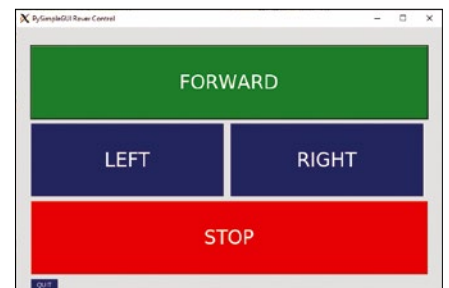 PySimpleGUI Rover Control
FORWARD
LEFT RIGHT
STOP
QUIT